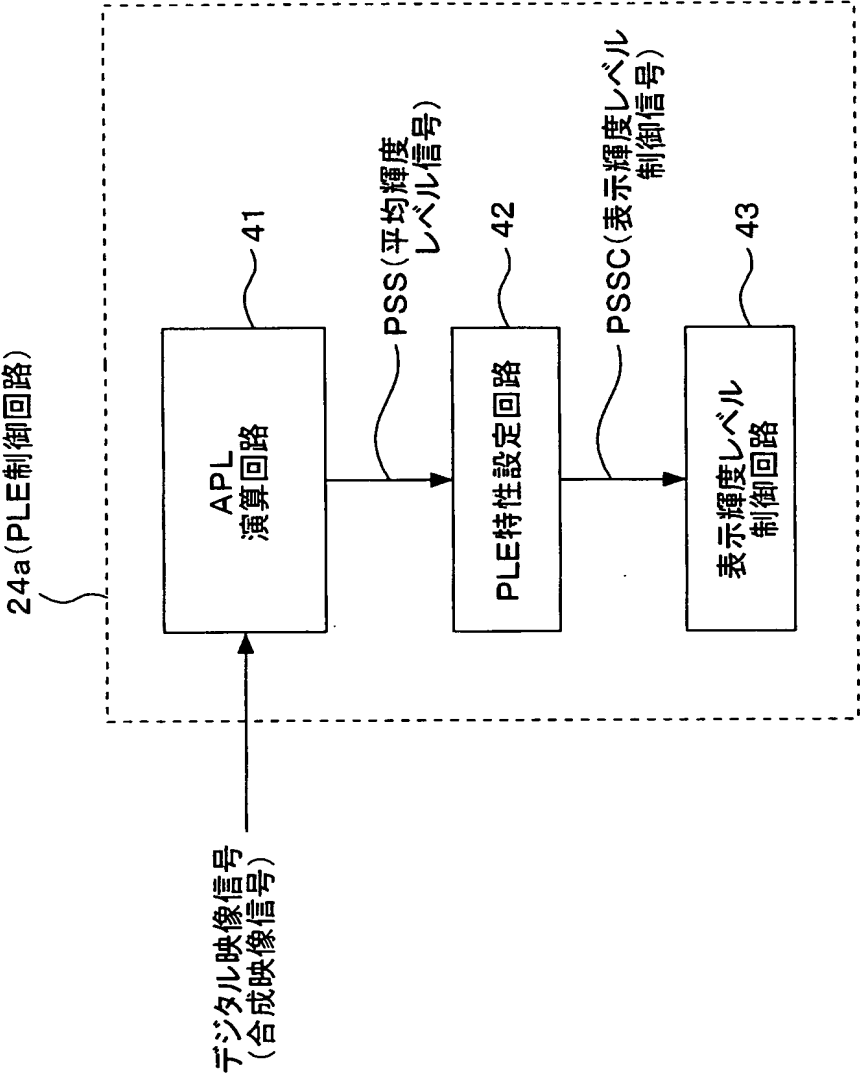 24a(PLE制御回路)
デジタル映像信号
(合成映像信号)
APL
演算回路
41
PSS(平均輝度
レベル信号)
PLE特性設定回路
42
PSSC(表示輝度レベル
制御信号)
表示輝度レベル
制御回路
43